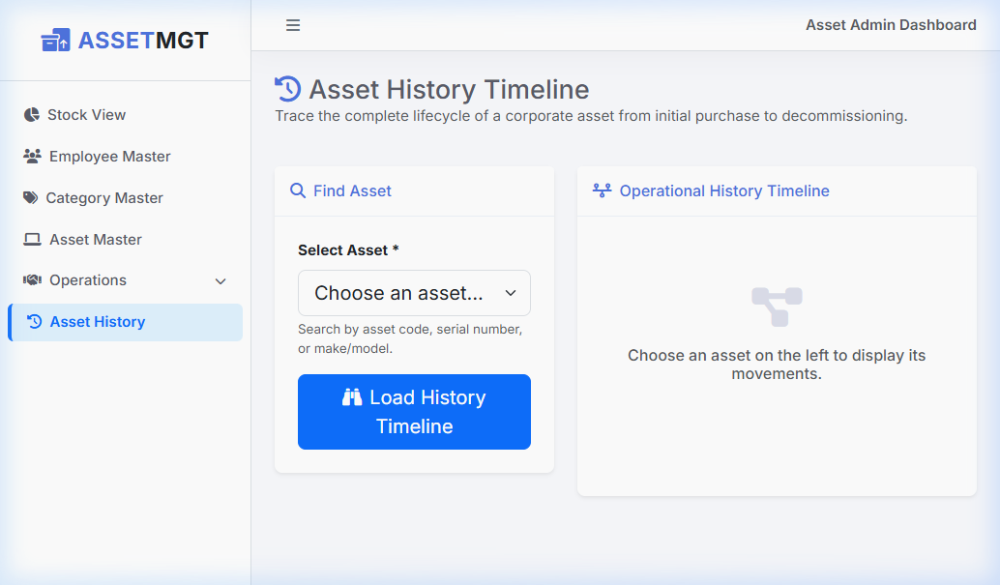 ASSETMGT
Asset Admin Dashboard
Stock View
Employee Master
Category Master
Asset Master
Operations
Asset History
Asset History Timeline
Trace the complete lifecycle of a corporate asset from initial purchase to decommissioning.
Find Asset
Select Asset *
Choose an asset...
Search by asset code, serial number,
or make/model.
Load History
Timeline
Operational History Timeline
Choose an asset on the left to display its
movements.